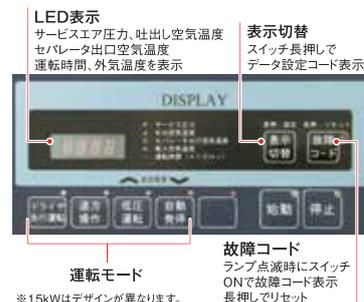 LED表示
サービスエア圧力、吐出し空気温度
セパレータ出口空気温度
運転時間、外気温度を表示
表示切替
スイッチ長押しで
データ設定コード表示
DISPLAY
表示
切替
故障
コード
遠方
操作
低圧
運転
自動
発停
始動
停止
運転モード
故障コード
ランプ点滅時にスイッチ
ONで故障コード表示
長押しでリセット
※15kWはデザインが異なります。